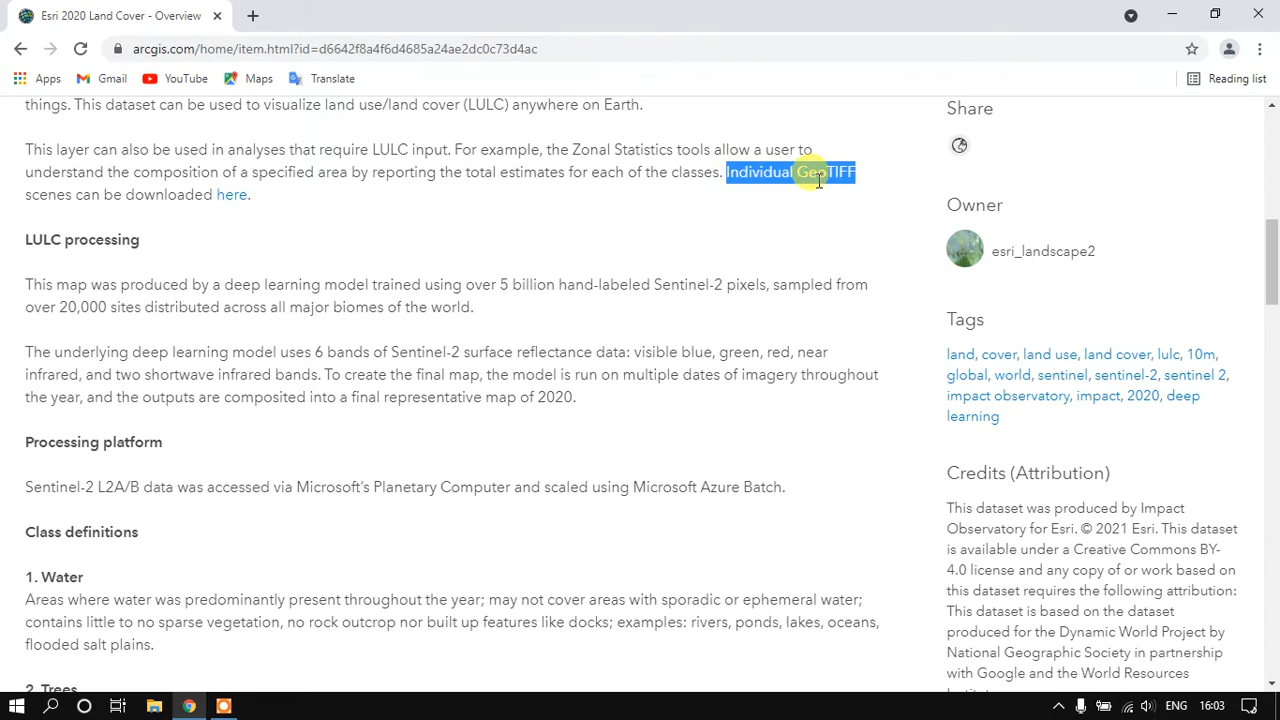 Esri 2020 Land Cover - Overview
arcgis.com/home/item.html?id=d6642f8a4f6d4685a24ae2dc0c73d4ac
Apps
Gmail
YouTube
Maps
Translate
Reading list
things. This dataset can be used to visualize land use/land cover (LULC) anywhere on Earth.
This layer can also be used in analyses that require LULC input. For example, the Zonal Statistics tools allow a user to
understand the composition of a specified area by reporting the total estimates for each of the classes. Individual GeoTIFF
scenes can be downloaded here.
LULC processing
This map was produced by a deep learning model trained using over 5 billion hand-labeled Sentinel-2 pixels, sampled from
over 20,000 sites distributed across all major biomes of the world.
The underlying deep learning model uses 6 bands of Sentinel-2 surface reflectance data: visible blue, green, red, near
infrared, and two shortwave infrared bands. To create the final map, the model is run on multiple dates of imagery throughout
the year, and the outputs are composited into a final representative map of 2020.
Processing platform
Sentinel-2 L2A/B data was accessed via Microsoft's Planetary Computer and scaled using Microsoft Azure Batch.
Class definitions
1. Water
Areas where water was predominantly present throughout the year; may not cover areas with sporadic or ephemeral water;
contains little to no sparse vegetation, no rock outcrop nor built up features like docks; examples: rivers, ponds, lakes, oceans,
flooded salt plains.
2. Trees
Share
Owner
esri_landscape2
Tags
land, cover, land use, land cover, lulc, 10m,
global, world, sentinel, sentinel-2, sentinel 2,
impact observatory, impact, 2020, deep
learning
Credits (Attribution)
This dataset was produced by Impact
Observatory for Esri. © 2021 Esri. This dataset
is available under a Creative Commons BY-
4.0 license and any copy of or work based on
this dataset requires the following attribution:
This dataset is based on the dataset
produced for the Dynamic World Project by
National Geographic Society in partnership
with Google and the World Resources
ENG
16:03